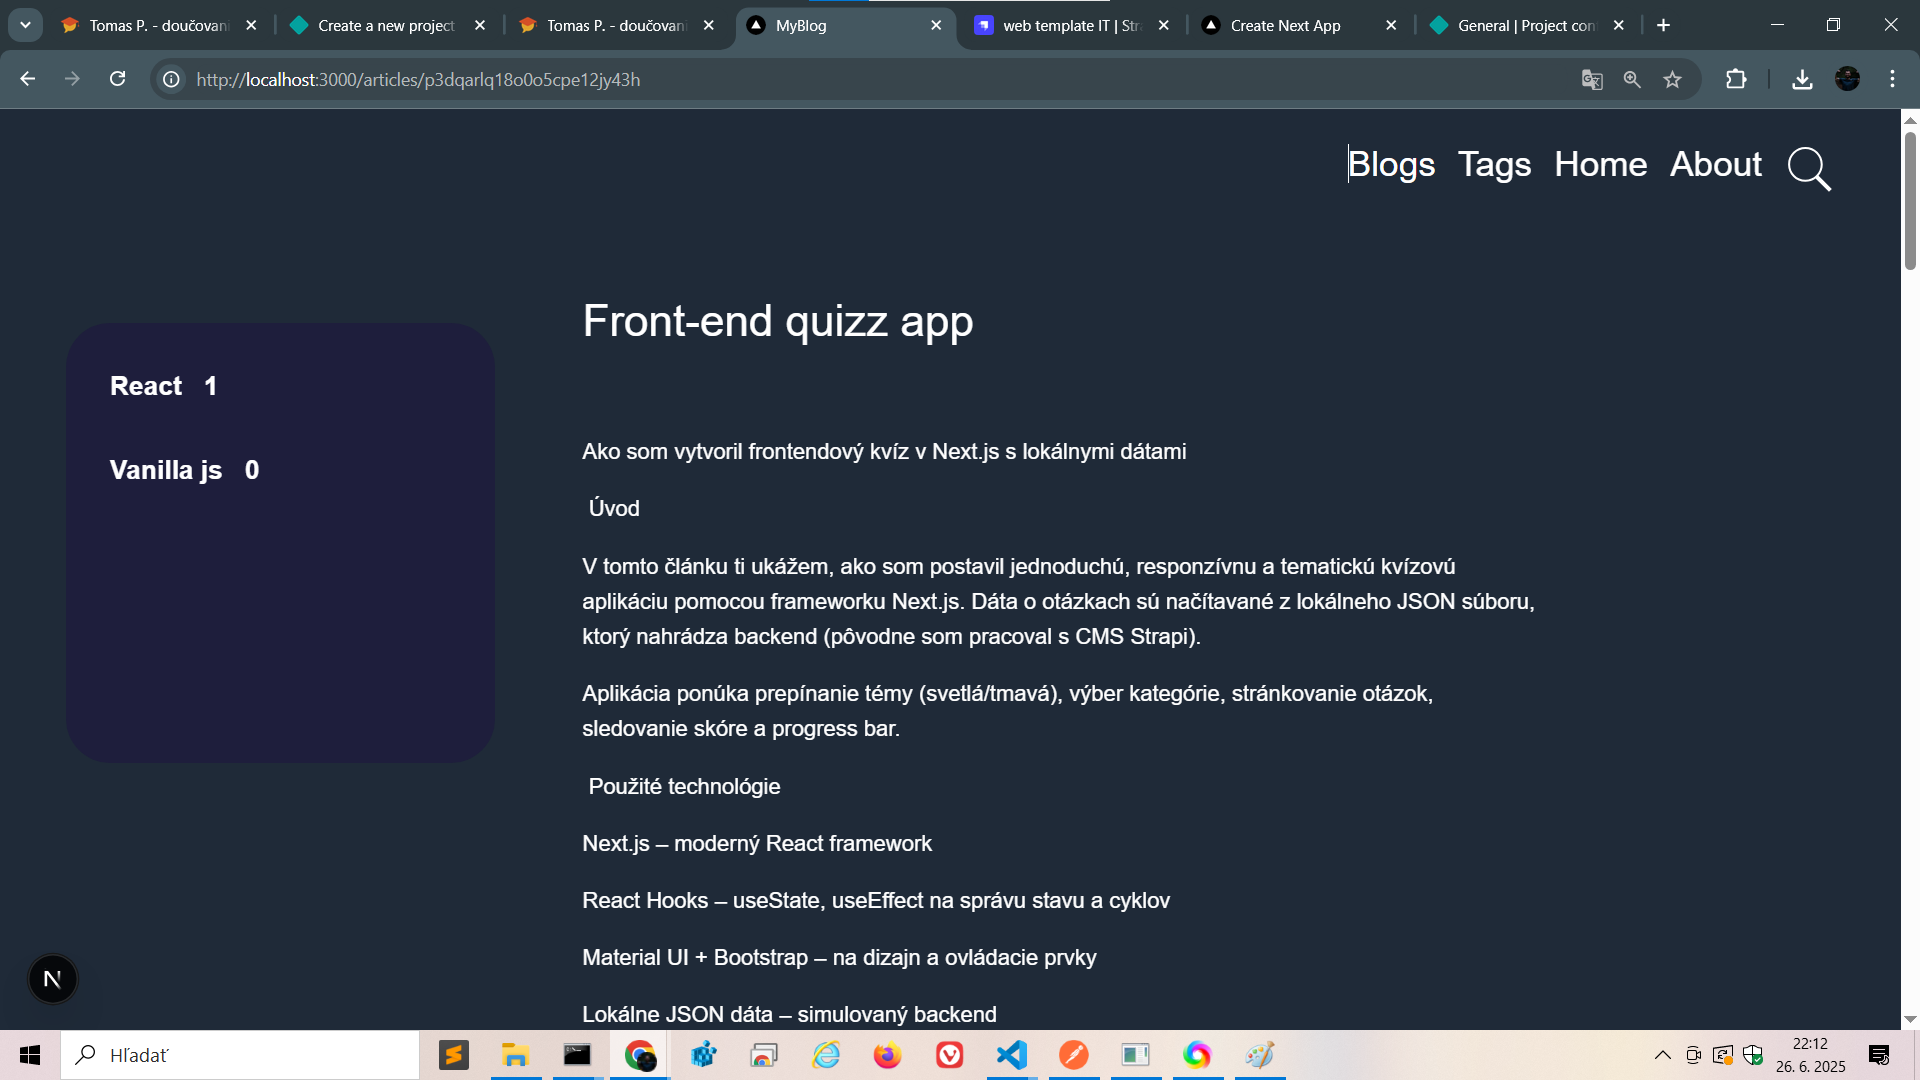 Tomas P. - doučovani
Create a new project
Tomas P. - doučovani
MyBlog
web template IT | Str
Create Next App
General | Project con
http://localhost:3000/articles/p3dqarlq18o0o5cpe12jy43h
Blogs Tags Home About
Front-end quizz app
React 1
Vanilla js 0
Ako som vytvoril frontendový kvíz v Next.js s lokálnymi dátami
Úvod
V tomto článku ti ukážem, ako som postavil jednoduchú, responzívnu a tematickú kvízovú
aplikáciu pomocou frameworku Next.js. Dáta o otázkach sú načítavané z lokálneho JSON súboru,
ktorý nahrádza backend (pôvodne som pracoval s CMS Strapi).
Aplikácia ponúka prepínanie témy (svetlá/tmavá), výber kategórie, stránkovanie otázok,
sledovanie skóre a progress bar.
Použité technológie
Next.js – moderný React framework
React Hooks – useState, useEffect na správu stavu a cyklov
Material UI + Bootstrap – na dizajn a ovládacie prvky
Lokálne JSON dáta – simulovaný backend
N
Hľadať
22:12
26. 6. 2025